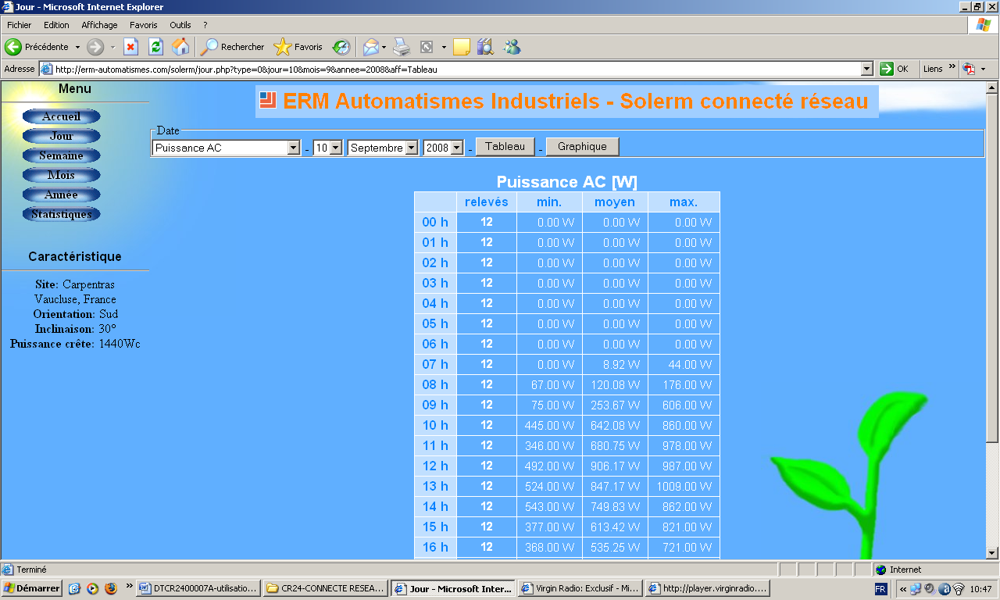 Jour - Microsoft Internet Explorer
Fichier Edition Affichage Favoris Outils ?
Précédente Rechercher Favoris
Adresse http://erm-automatismes.com/solerm/jour.php?type=0&jour=10&mois=9&annee=2008&aff=Tableau OK Liens »
Menu
Accueil
Jour
Semaine
Mois
Année
Statistiques
Caractéristique
Site: Carpentras
Vaucluse, France
Orientation: Sud
Inclinaison: 30°
Puissance crête: 1440Wc
ERM Automatismes Industriels - Solerm connecté réseau
Date
Puissance AC - 10 Septembre 2008 - Tableau - Graphique
Puissance AC [W]
relevés min. moyen max.
00 h 12 0.00 W 0.00 W 0.00 W
01 h 12 0.00 W 0.00 W 0.00 W
02 h 12 0.00 W 0.00 W 0.00 W
03 h 12 0.00 W 0.00 W 0.00 W
04 h 12 0.00 W 0.00 W 0.00 W
05 h 12 0.00 W 0.00 W 0.00 W
06 h 12 0.00 W 0.00 W 0.00 W
07 h 12 0.00 W 8.92 W 44.00 W
08 h 12 67.00 W 120.08 W 176.00 W
09 h 12 75.00 W 253.67 W 606.00 W
10 h 12 445.00 W 642.08 W 860.00 W
11 h 12 346.00 W 680.75 W 978.00 W
12 h 12 492.00 W 906.17 W 987.00 W
13 h 12 524.00 W 847.17 W 1009.00 W
14 h 12 543.00 W 749.83 W 862.00 W
15 h 12 377.00 W 613.42 W 821.00 W
16 h 12 368.00 W 535.25 W 721.00 W
Terminé Internet
Démarrer » DTCR2400007A-utilisatio... CR24-CONNECTE RESEA... Jour - Microsoft Inter... Virgin Radio: Exclusif - Mi... http://player.virginradio.... FR « 10:47